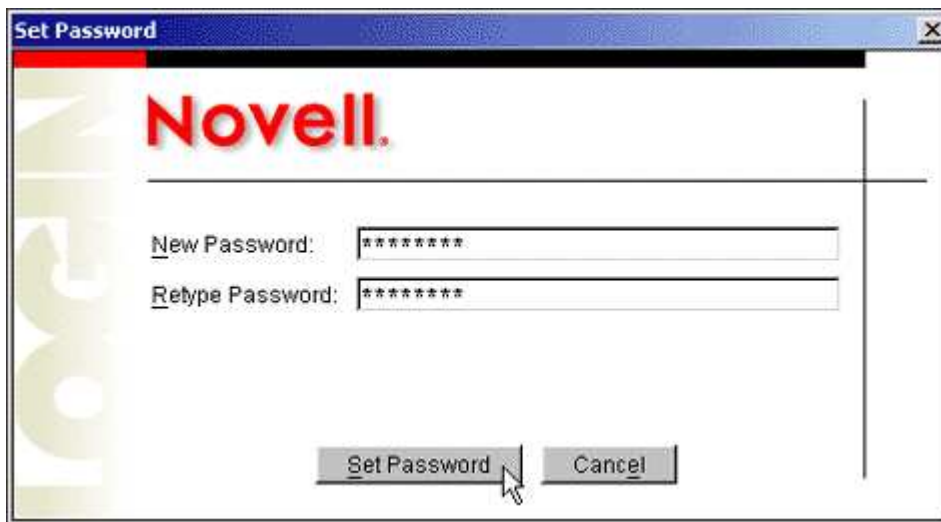 Set Password
LOGIN
Novell®
New Password: ********
Retype Password: ********
Set Password
Cancel